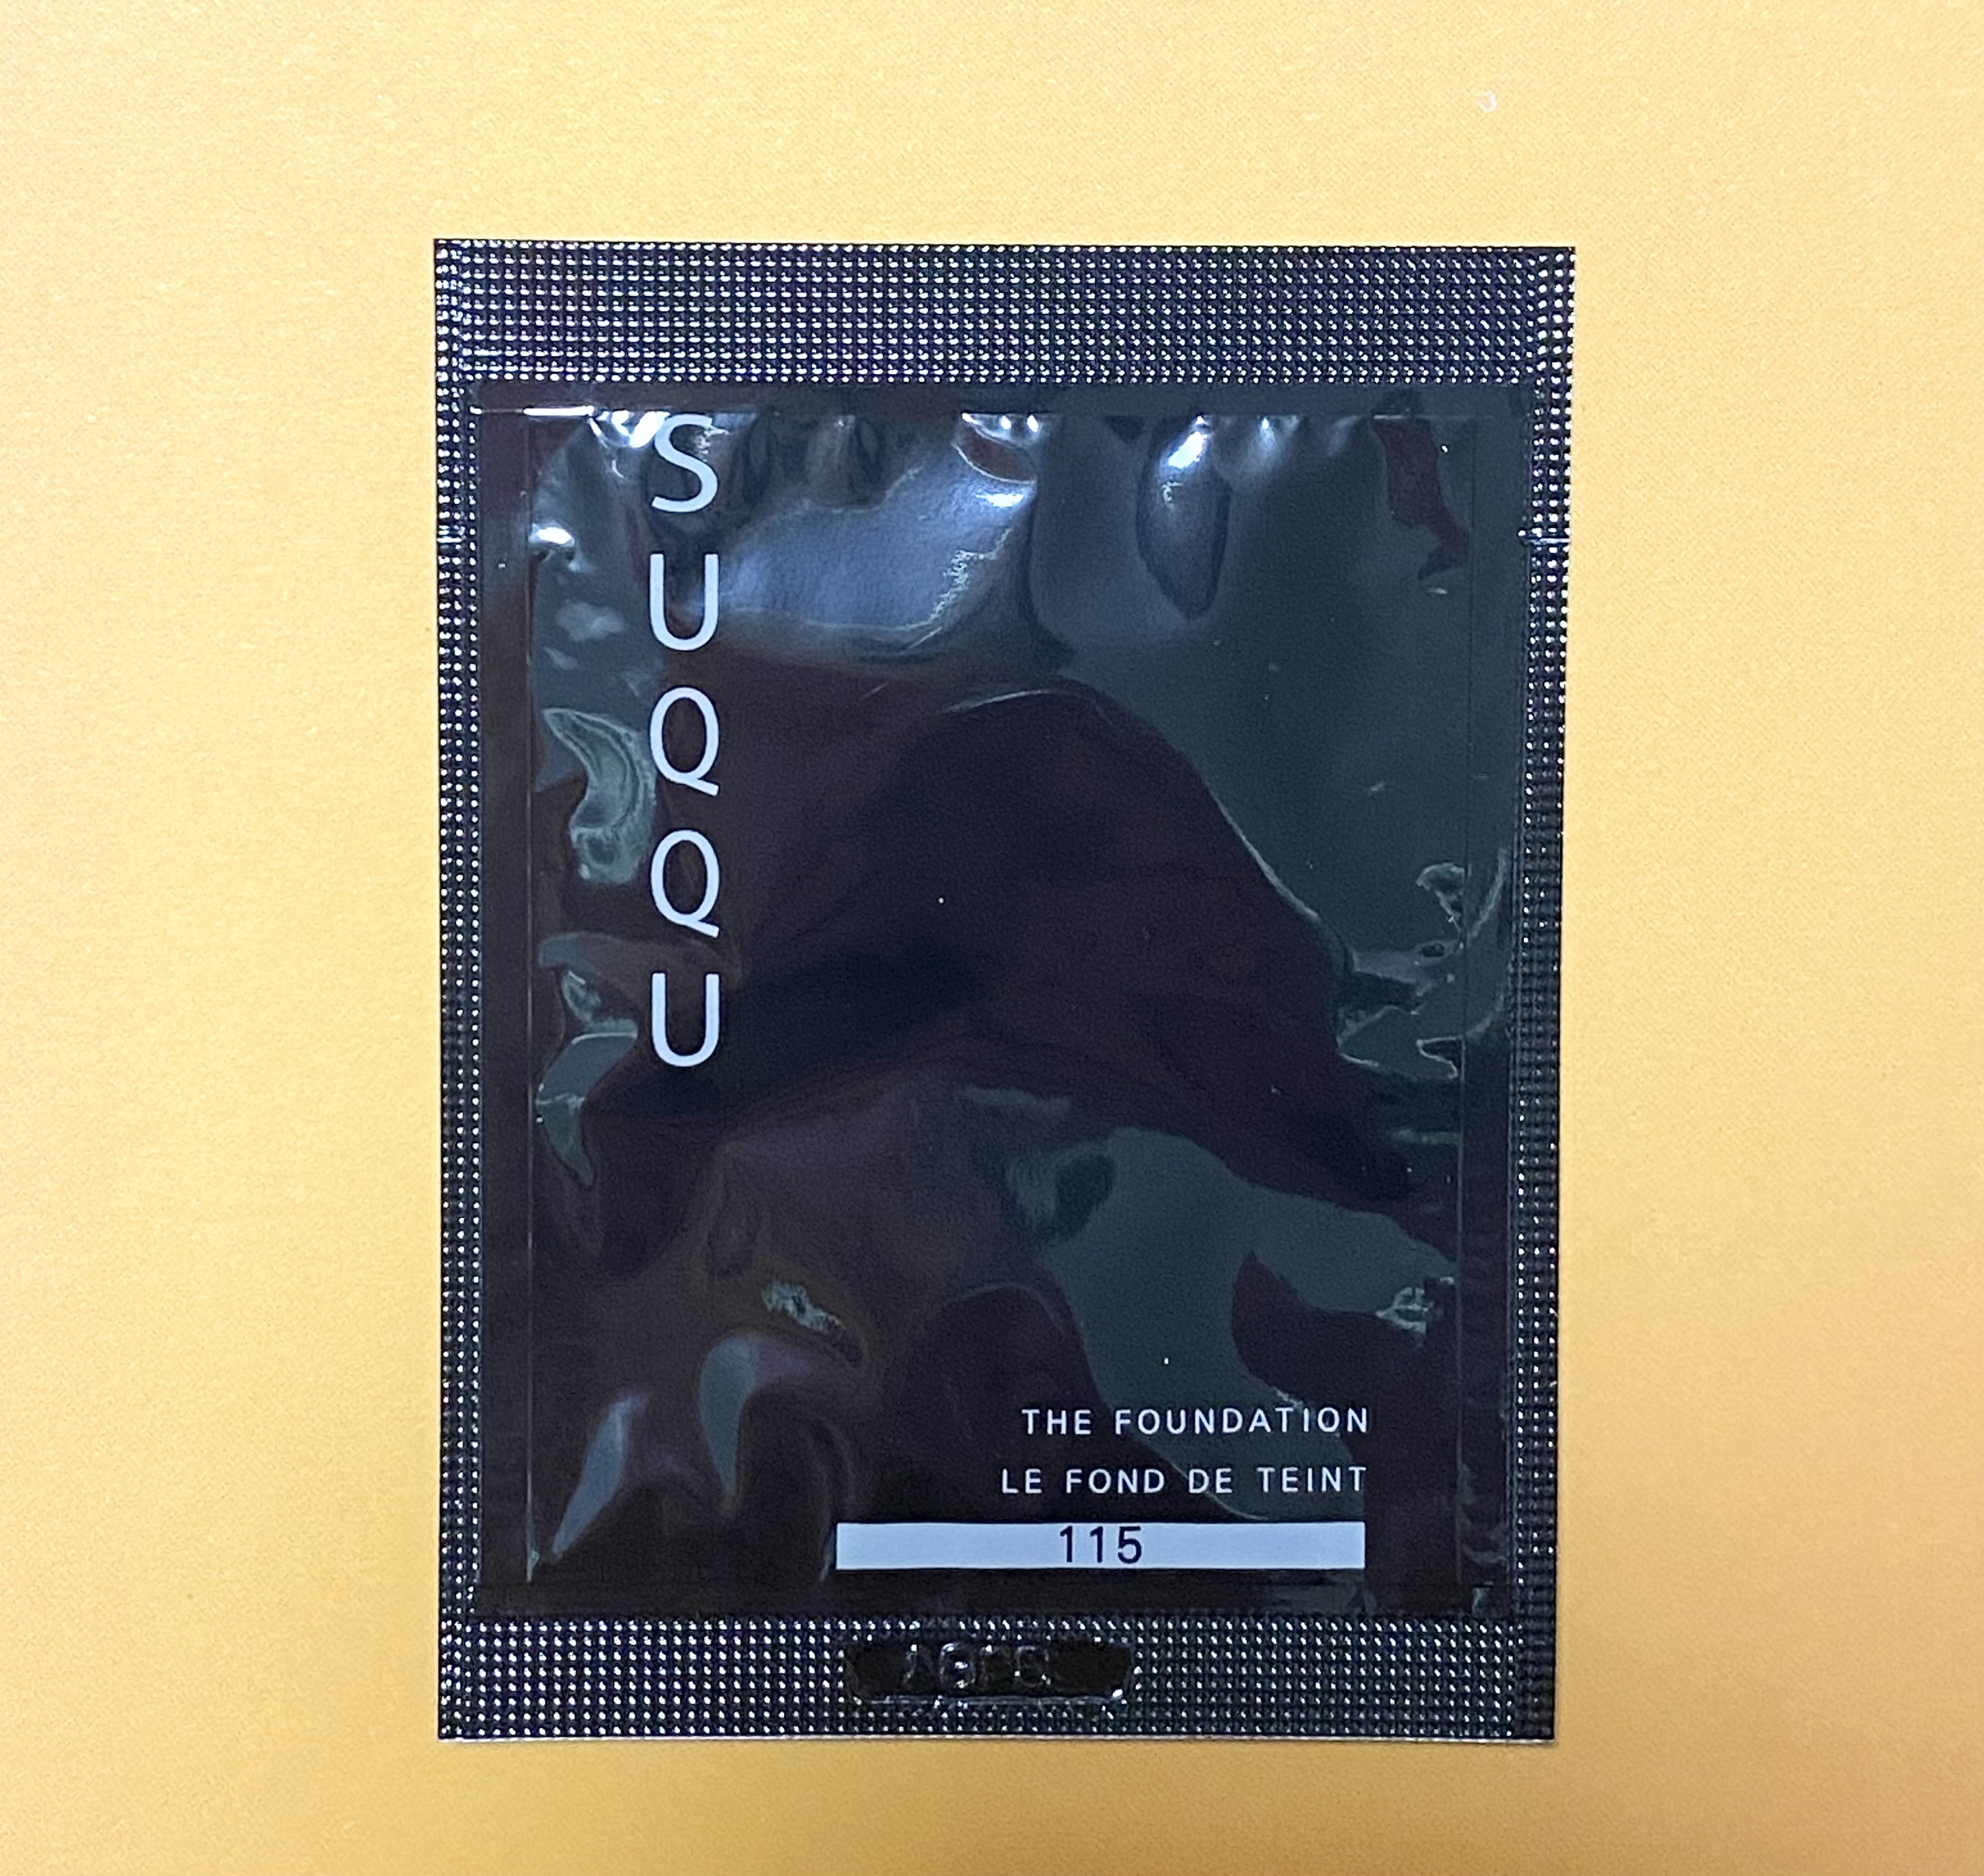 SUQQU
THE FOUNDATION
LE FOND DE TEINT
115